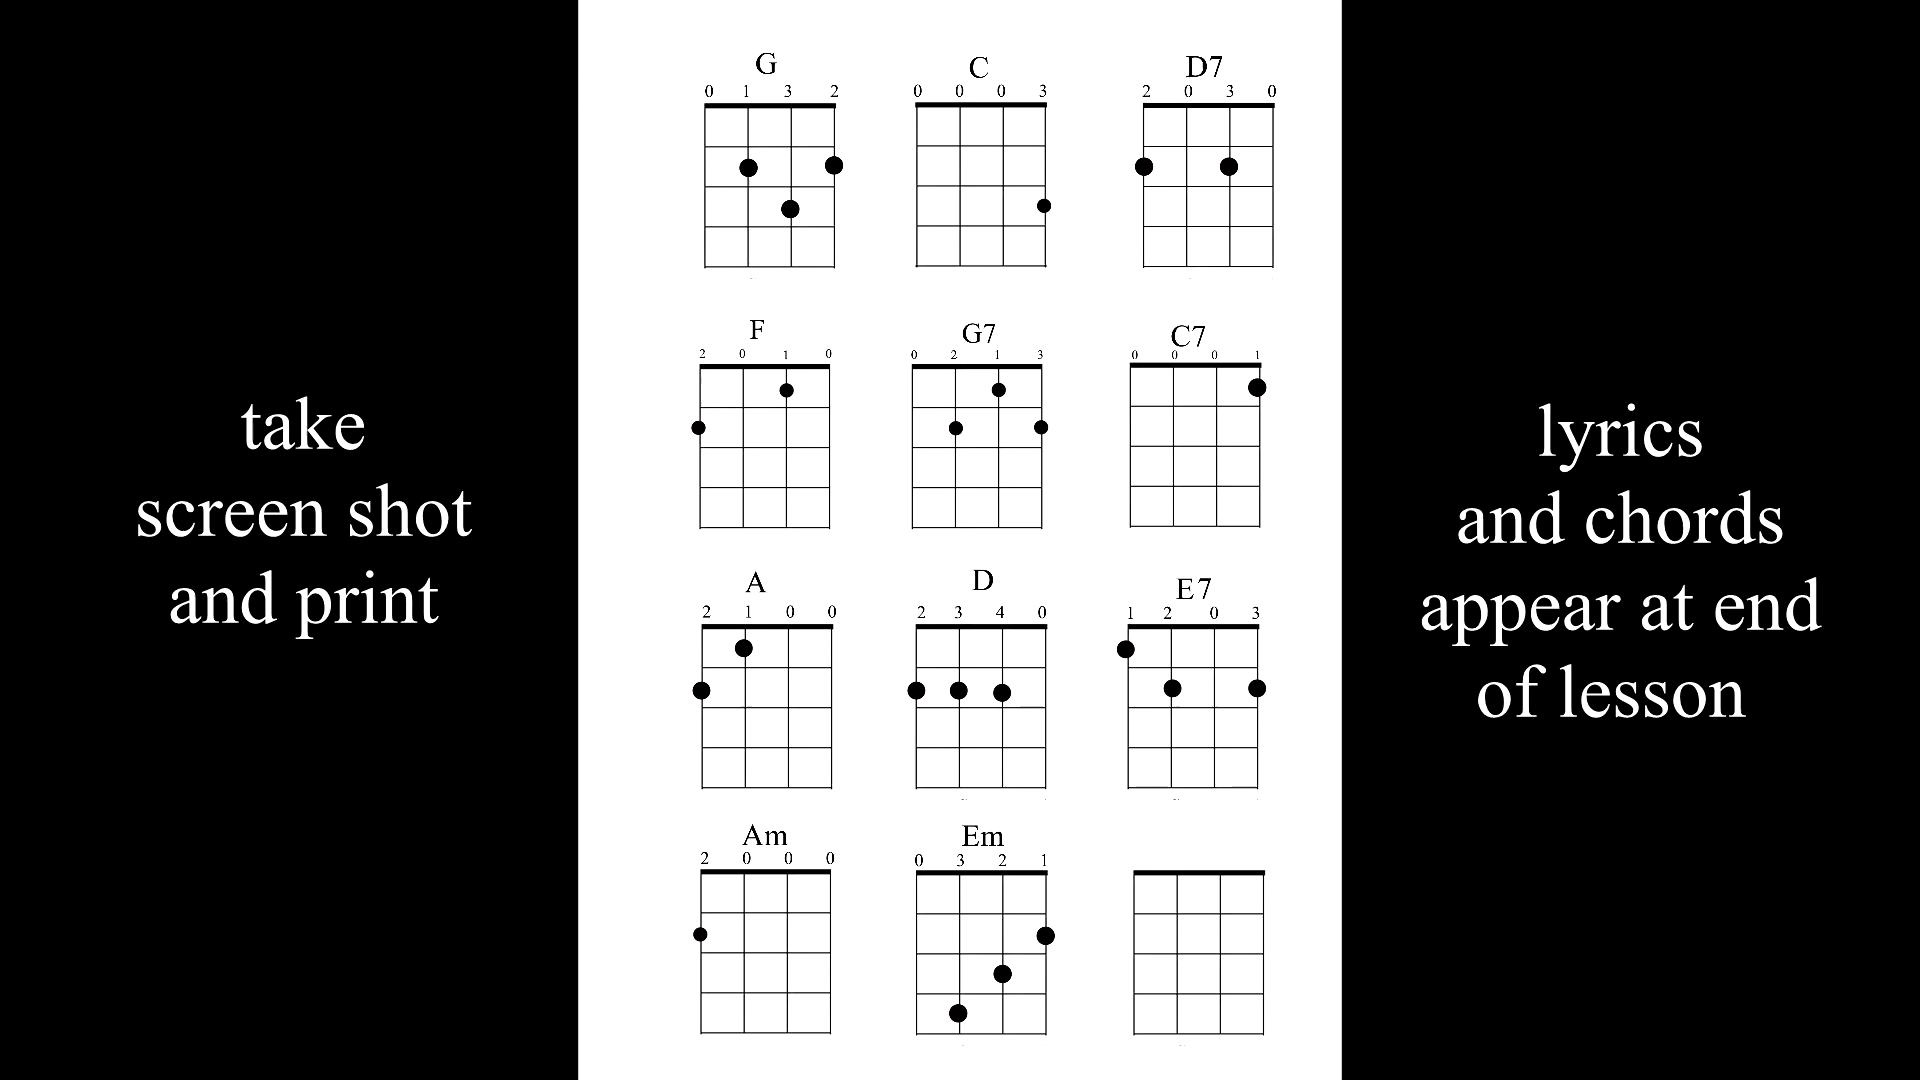 take
screen shot
and print
G
0 1 3 2
C
0 0 0 3
D7
2 0 3 0
F
2 0 1 0
G7
0 2 1 3
C7
0 0 0 1
A
2 1 0 0
D
2 3 4 0
E7
1 2 0 3
Am
2 0 0 0
Em
0 3 2 1
lyrics
and chords
appear at end
of lesson